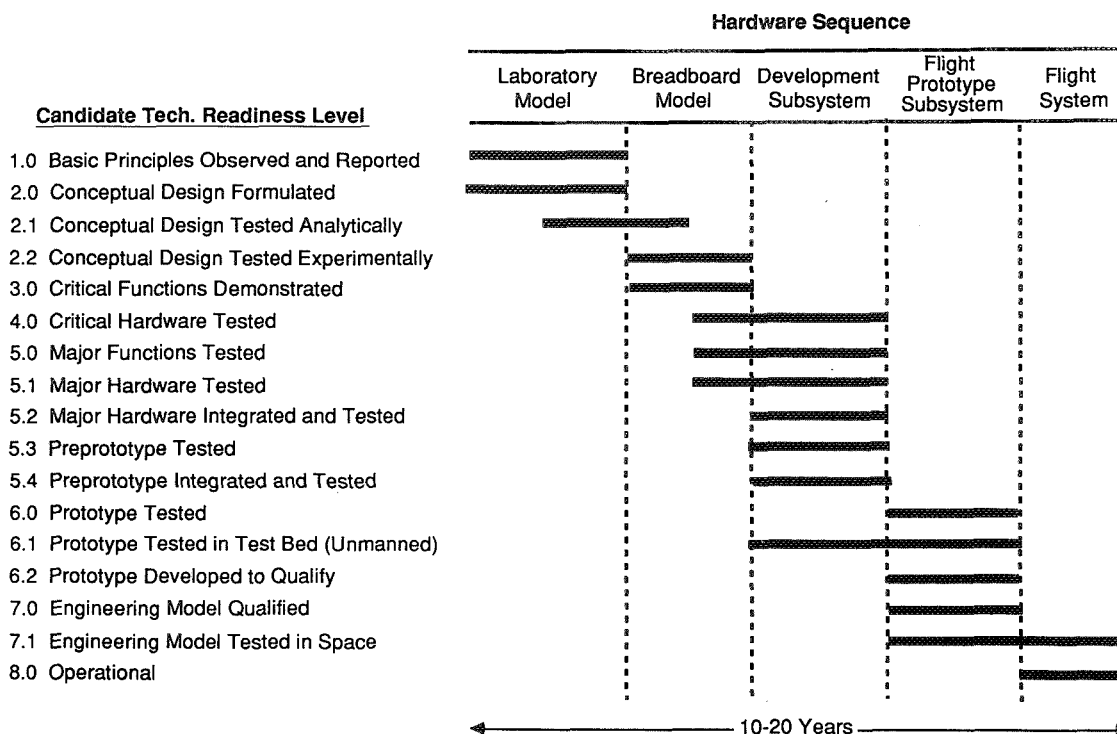 Hardware Sequence
Laboratory Model
Breadboard Model
Development Subsystem
Flight Prototype Subsystem
Flight System
Candidate Tech. Readiness Level
1.0 Basic Principles Observed and Reported
2.0 Conceptual Design Formulated
2.1 Conceptual Design Tested Analytically
2.2 Conceptual Design Tested Experimentally
3.0 Critical Functions Demonstrated
4.0 Critical Hardware Tested
5.0 Major Functions Tested
5.1 Major Hardware Tested
5.2 Major Hardware Integrated and Tested
5.3 Preprototype Tested
5.4 Preprototype Integrated and Tested
6.0 Prototype Tested
6.1 Prototype Tested in Test Bed (Unmanned)
6.2 Prototype Developed to Qualify
7.0 Engineering Model Qualified
7.1 Engineering Model Tested in Space
8.0 Operational
10-20 Years